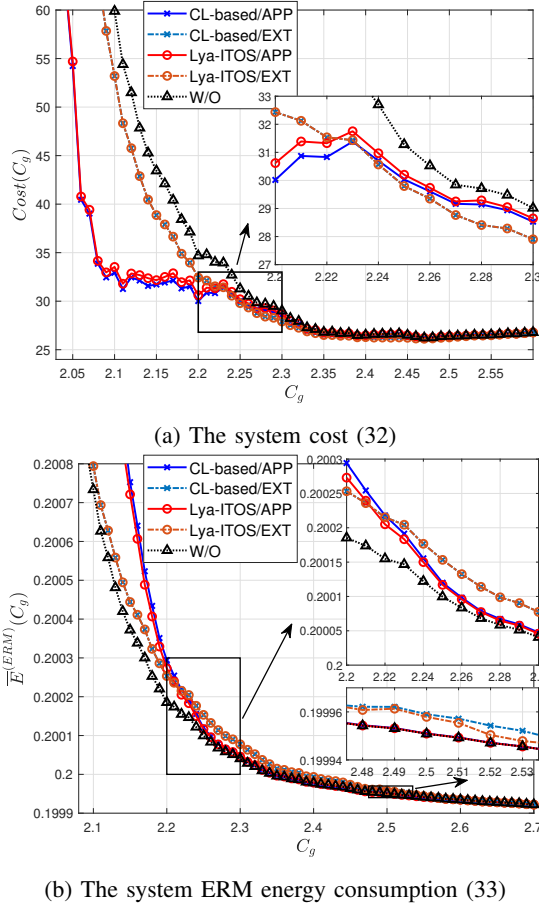 CL-based/APP
CL-based/EXT
Lya-ITOS/APP
Lya-ITOS/EXT
W/O
60
55
50
45
40
35
30
25
Cost(C_g)
33
32
31
30
29
28
27
2.2 2.22 2.24 2.26 2.28 2.3
2.05 2.1 2.15 2.2 2.25 2.3 2.35 2.4 2.45 2.5 2.55
C_g
(a) The system cost (32)
CL-based/APP
CL-based/EXT
Lya-ITOS/APP
Lya-ITOS/EXT
W/O
0.2008
0.2007
0.2006
0.2005
0.2004
0.2003
0.2002
0.2001
0.2
0.1999
E̅^(ERM)(C_g)
0.2003
0.20025
0.2002
0.20015
0.2001
0.20005
0.2
2.2 2.22 2.24 2.26 2.28
0.19996
0.19994
2.48 2.49 2.5 2.51 2.52 2.53
2.1 2.2 2.3 2.4 2.5 2.6 2.7
C_g
(b) The system ERM energy consumption (33)